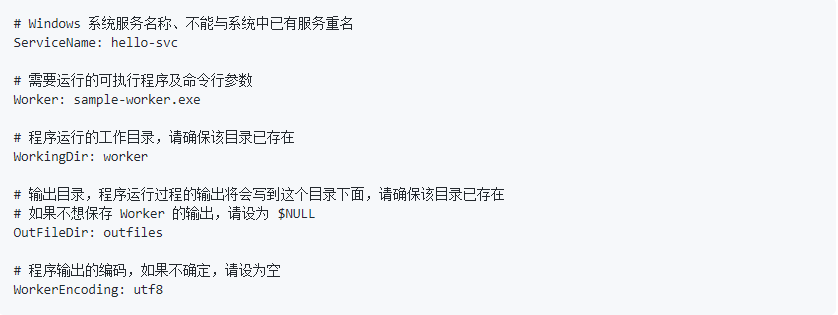 # Windows 系统服务名称、不能与系统中已有服务重名
ServiceName: hello-svc
# 需要运行的可执行程序及命令行参数
Worker: sample-worker.exe
# 程序运行的工作目录，请确保该目录已存在
WorkingDir: worker
# 输出目录，程序运行过程的输出将会写到这个目录下面，请确保该目录已存在
# 如果不想保存 Worker 的输出，请设为 $NULL
OutFileDir: outfiles
# 程序输出的编码，如果不确定，请设为空
WorkerEncoding: utf8